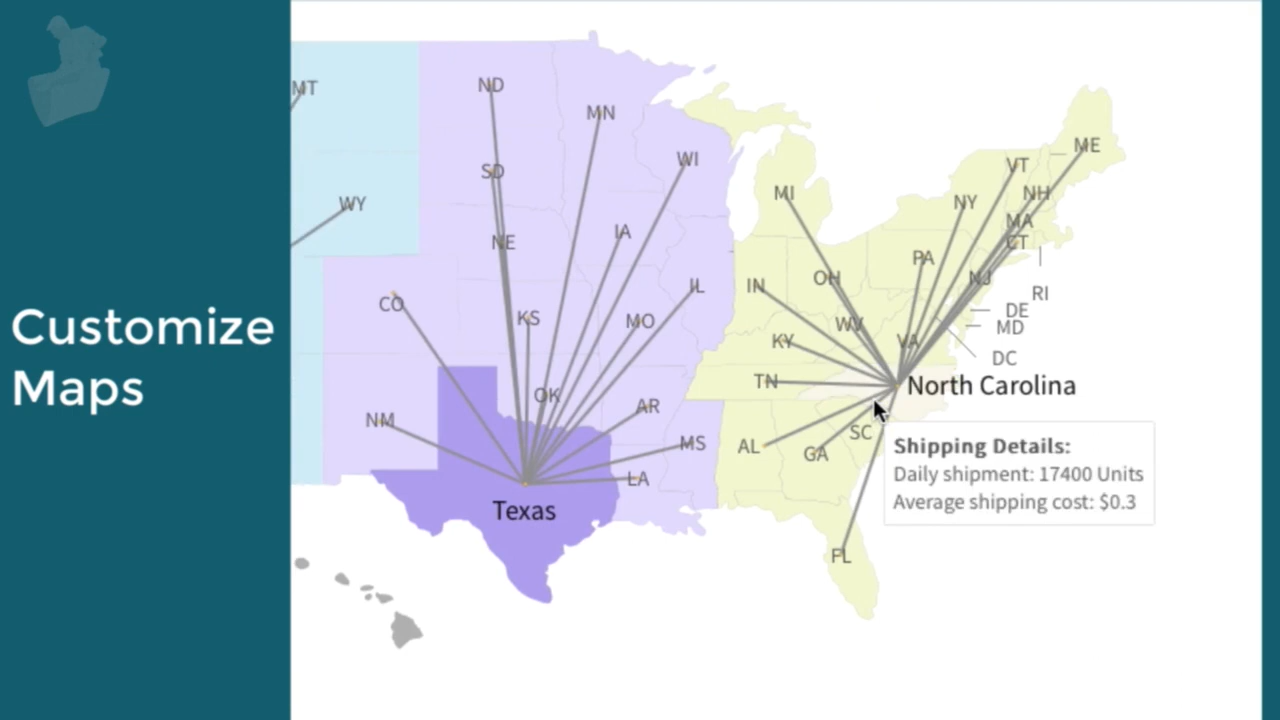 Customize
Maps
MT
ND
MN
WI
SD
WY
NE
IA
CO
KS
MO
IL
OK
NM
AR
MS
LA
Texas
ME
VT
MI
NH
NY
MA
CT
PA
OH
NJ
IN
RI
DE
WV
MD
KY
VA
DC
TN
North Carolina
SC
AL
GA
FL
Shipping Details:
Daily shipment: 17400 Units
Average shipping cost: $0.3